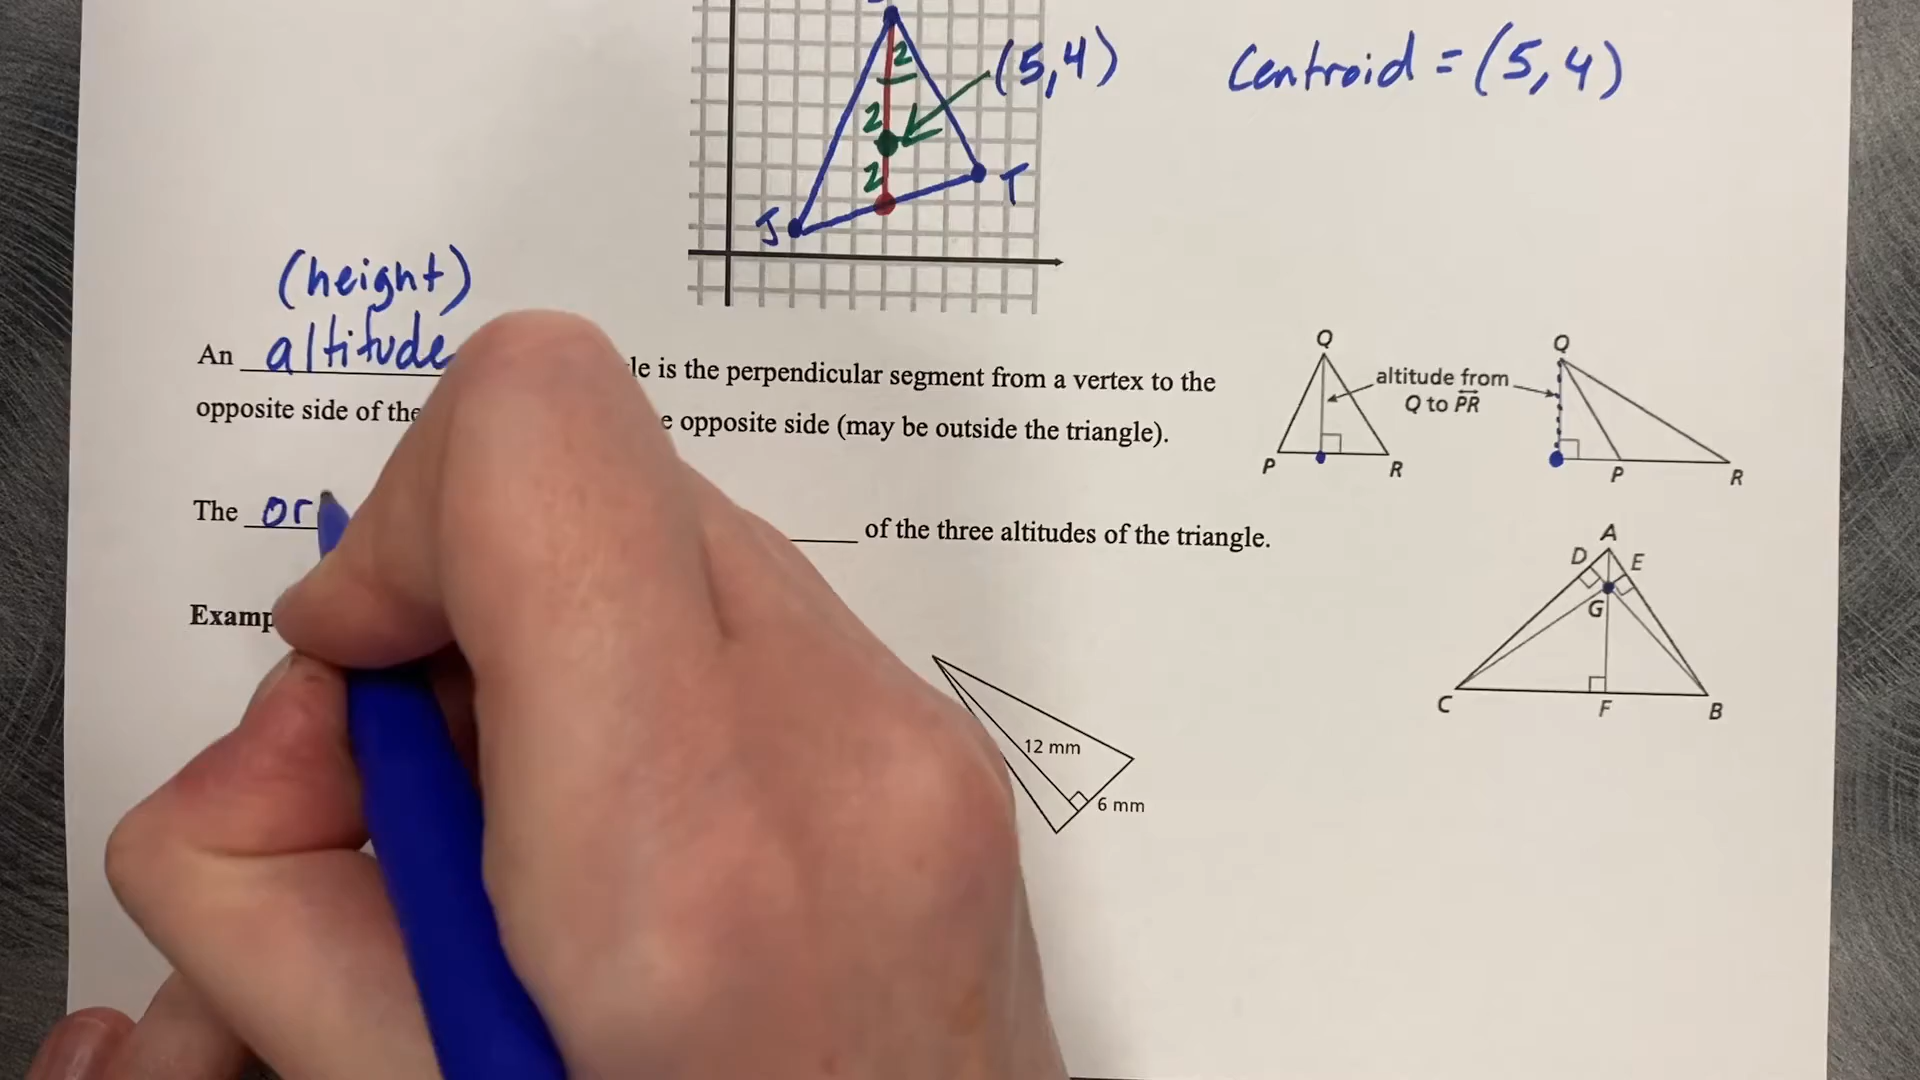 2
(5,4)
Centroid = (5,4)
2
2
T
J
(height)
An altitude is the perpendicular segment from a vertex to the
opposite side of the opposite side (may be outside the triangle).
Q
Q
altitude from
Q to PR
P
R
P
R
The or of the three altitudes of the triangle.
A
D
E
G
C
F
B
12 mm
6 mm